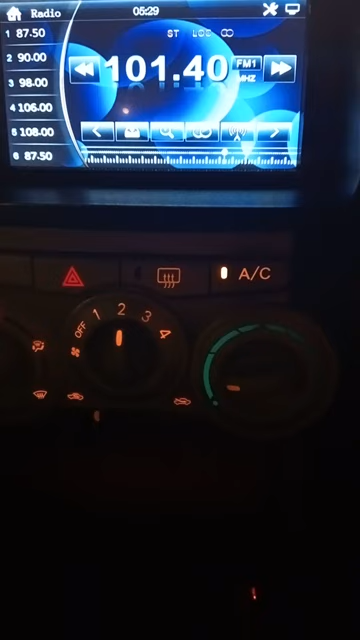 Radio 05:29
1 87.50
2 90.00
3 98.00
4 106.00
5 108.00
6 87.50
ST LOC
101.40
FM1
MHZ
A/C
OFF 1 2 3 4